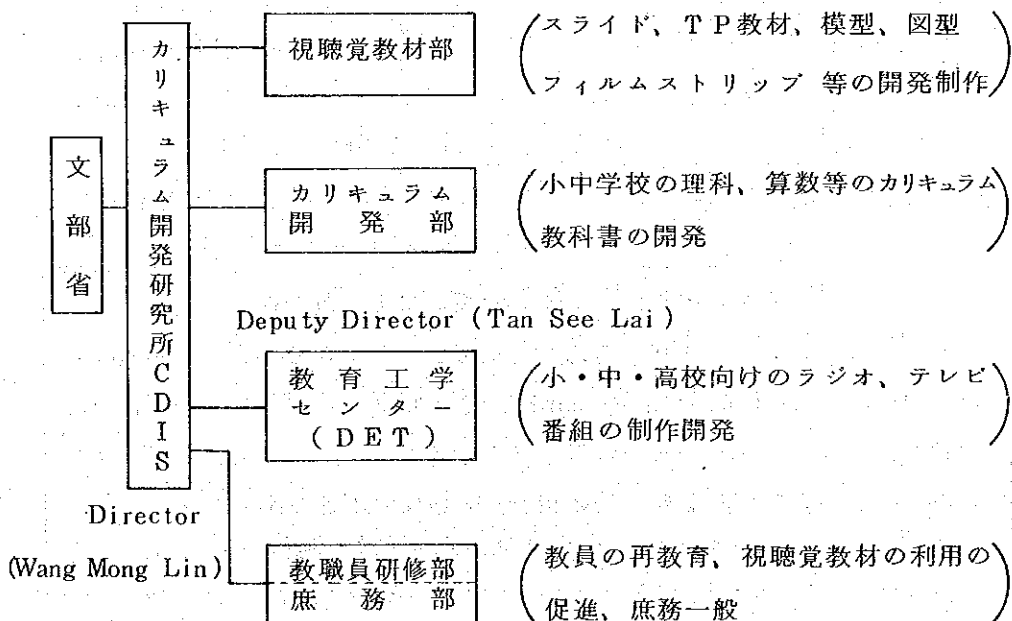 文部省
カリキュラム開発研究所CDIS
Director
(Wang Mong Lin)
視聴覚教材部
(スライド、TP教材、模型、図型
フィルムストリップ 等の開発制作)
カリキュラム
開発部
(小中学校の理科、算数等のカリキュラム
教科書の開発)
Deputy Director (Tan See Lai)
教育工学
センター
(DET)
(小・中・高校向けのラジオ、テレビ
番組の制作開発)
教職員研修部
庶務部
(教員の再教育、視聴覚教材の利用の
促進、庶務一般)